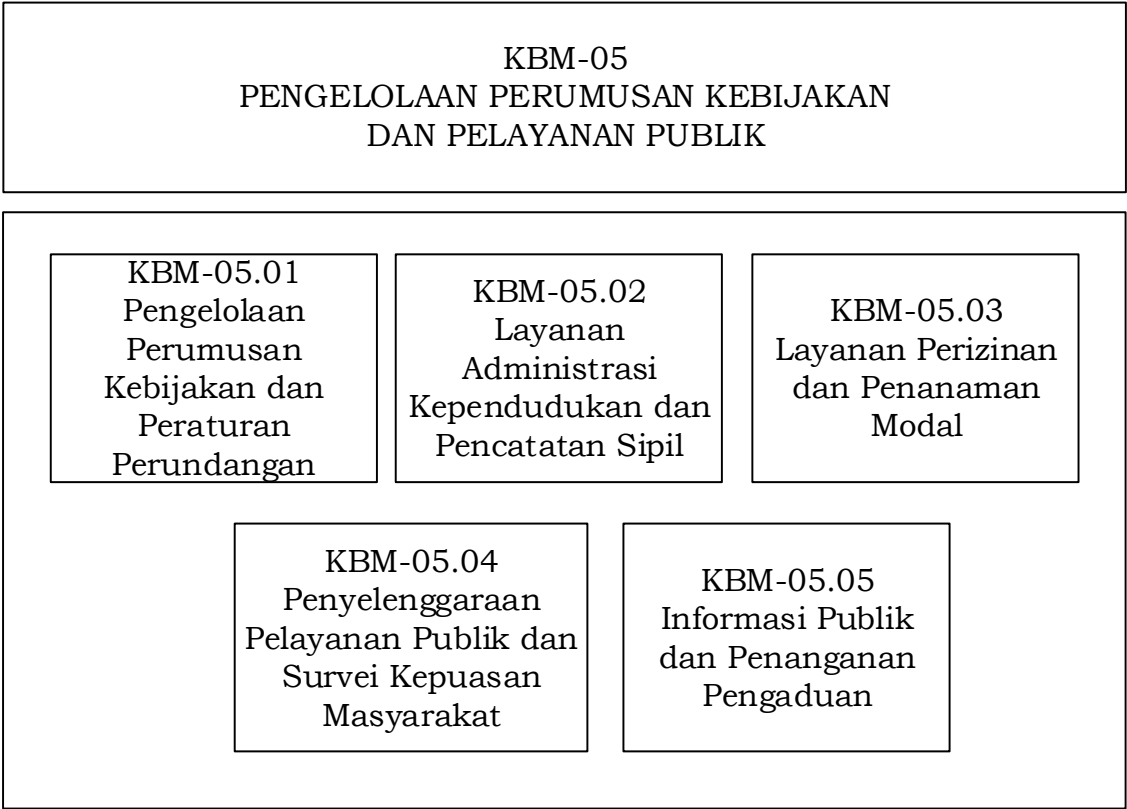 KBM-05
PENGELOLAAN PERUMUSAN KEBIJAKAN
DAN PELAYANAN PUBLIK
KBM-05.01
Pengelolaan
Perumusan
Kebijakan dan
Peraturan
Perundangan
KBM-05.02
Layanan
Administrasi
Kependudukan dan
Pencatatan Sipil
KBM-05.03
Layanan Perizinan
dan Penanaman
Modal
KBM-05.04
Penyelenggaraan
Pelayanan Publik dan
Survei Kepuasan
Masyarakat
KBM-05.05
Informasi Publik
dan Penanganan
Pengaduan